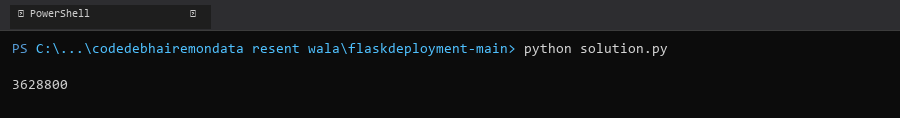 PowerShell
PS C:\...\codedebhairemondata resent wala\flaskdeployment-main> python solution.py
3628800